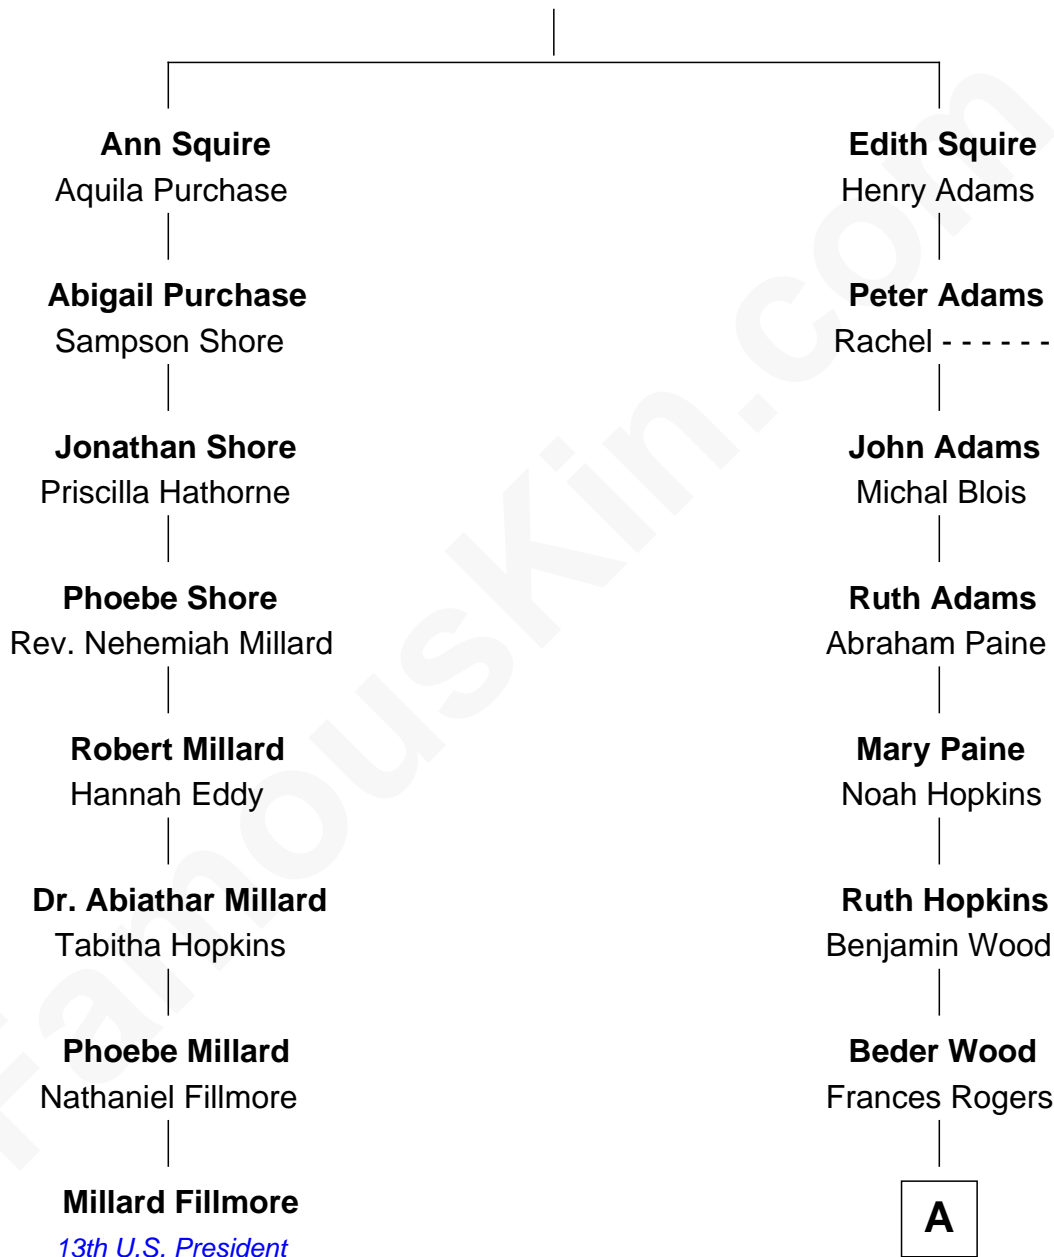 Ann Squire
Aquila Purchase
Abigail Purchase
Sampson Shore
Jonathan Shore
Priscilla Hathorne
Phoebe Shore
Rev. Nehemiah Millard
Robert Millard
Hannah Eddy
Dr. Abiathar Millard
Tabitha Hopkins
Phoebe Millard
Nathaniel Fillmore
Millard Fillmore
13th U.S. President
Edith Squire
Henry Adams
Peter Adams
Rachel - - - - - -
John Adams
Michal Blois
Ruth Adams
Abraham Paine
Mary Paine
Noah Hopkins
Ruth Hopkins
Benjamin Wood
Beder Wood
Frances Rogers
A
FamousKin.com